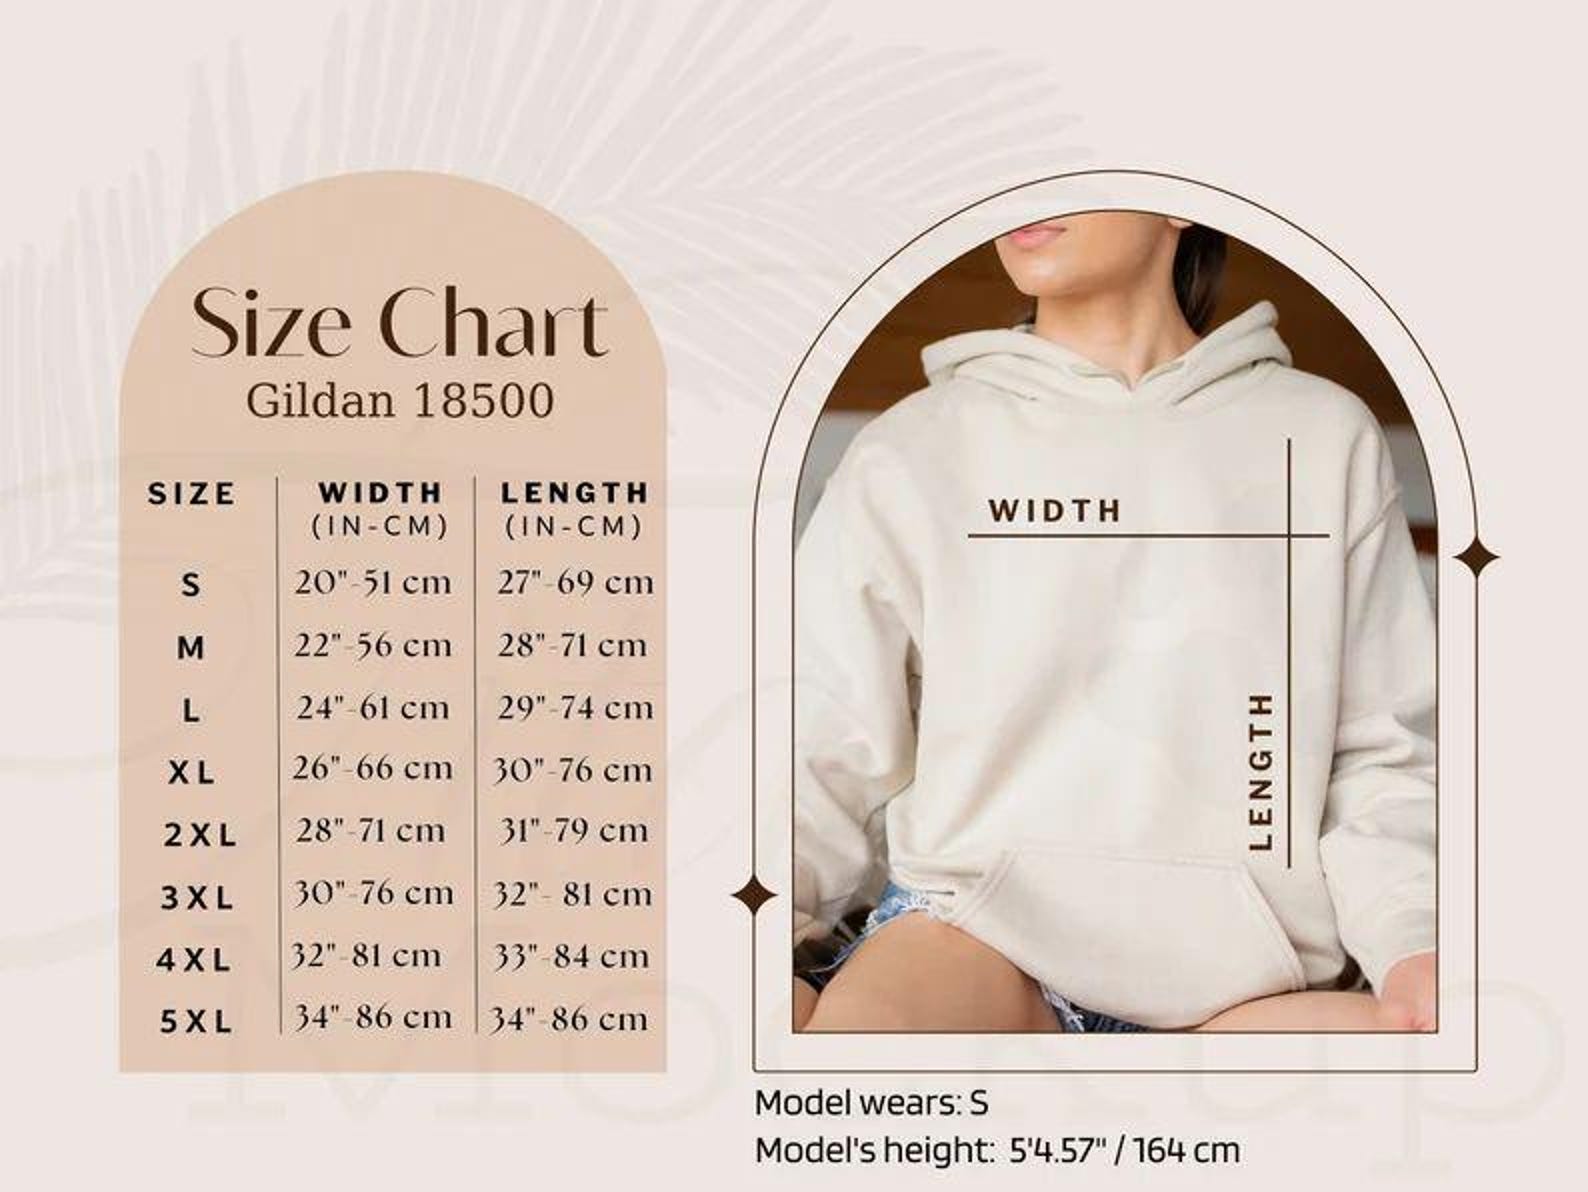 Size Chart
Gildan 18500
SIZE WIDTH LENGTH
(IN-CM) (IN-CM)
S 20"-51 cm 27"-69 cm
M 22"-56 cm 28"-71 cm
L 24"-61 cm 29"-74 cm
XL 26"-66 cm 30"-76 cm
2XL 28"-71 cm 31"-79 cm
3XL 30"-76 cm 32"- 81 cm
4XL 32"-81 cm 33"-84 cm
5XL 34"-86 cm 34"-86 cm
WIDTH
LENGTH
Model wears: S
Model's height: 5'4.57" / 164 cm
Mockup